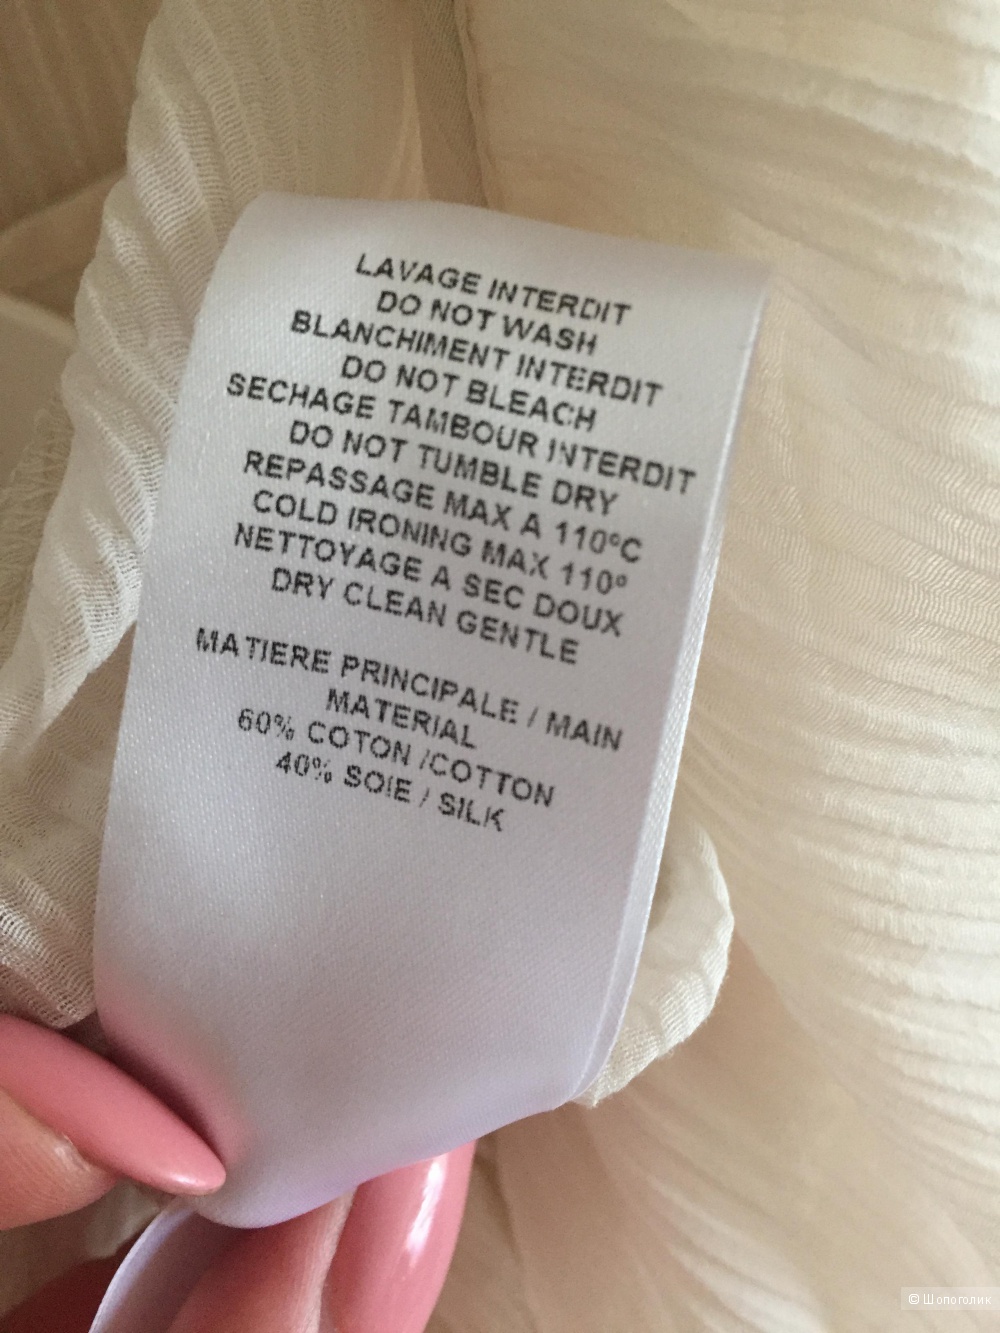 LAVAGE INTERDIT
DO NOT WASH
BLANCHIMENT INTERDIT
DO NOT BLEACH
SECHAGE TAMBOUR INTERDIT
DO NOT TUMBLE DRY
REPASSAGE MAX A 110°C
COLD IRONING MAX 110°
NETTOYAGE A SEC DOUX
DRY CLEAN GENTLE
MATIERE PRINCIPALE / MAIN
MATERIAL
60% COTON /COTTON
40% SOIE / SILK
© Шопоголик